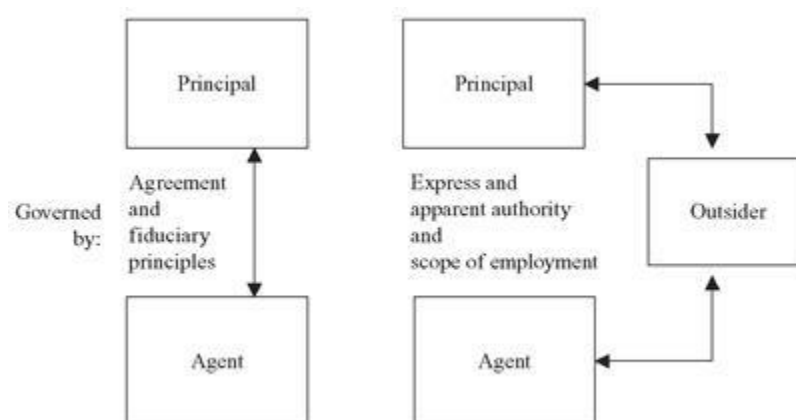 Principal
Governed
by:
Agreement
and
fiduciary
principles
Agent
Principal
Express and
apparent authority
and
scope of employment
Agent
Outsider